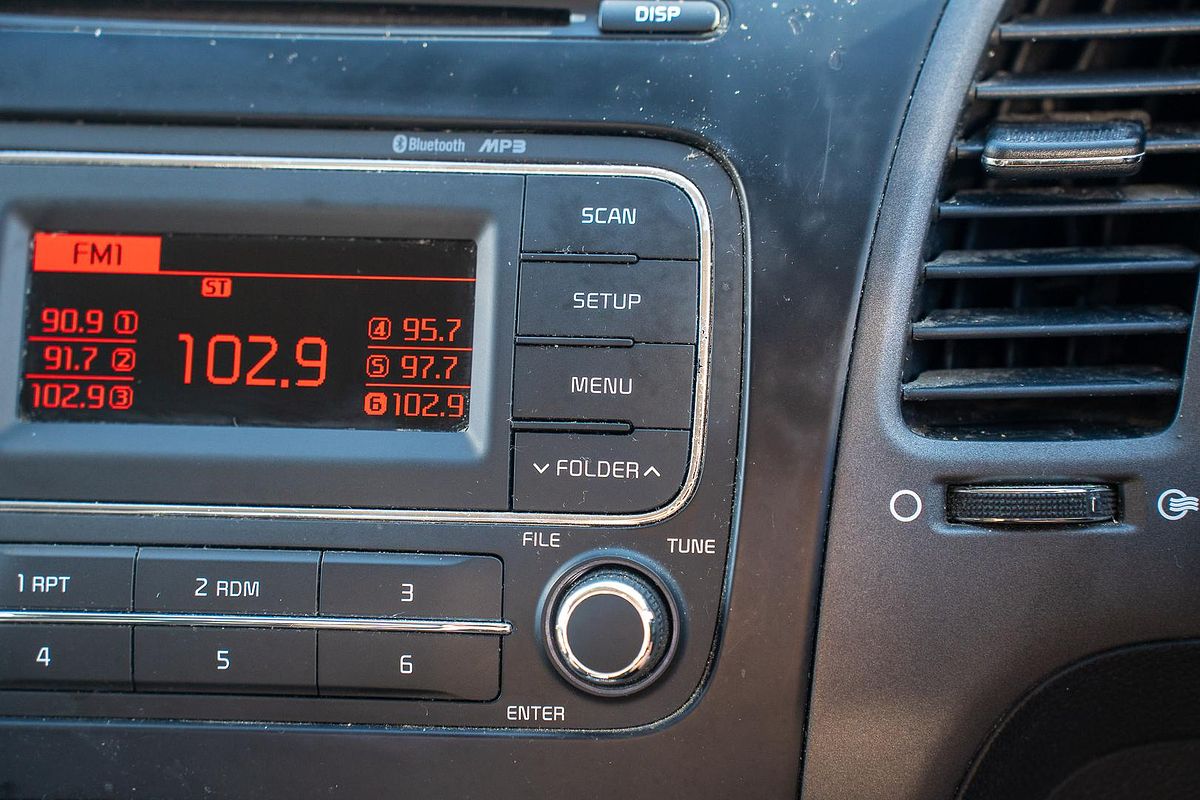 DISP
Bluetooth MP3
FM1
ST
90.9 1
91.7 2
102.9 3
102.9
4 95.7
5 97.7
6 102.9
SCAN
SETUP
MENU
FOLDER
FILE
TUNE
1 RPT
2 RDM
3
4
5
6
ENTER